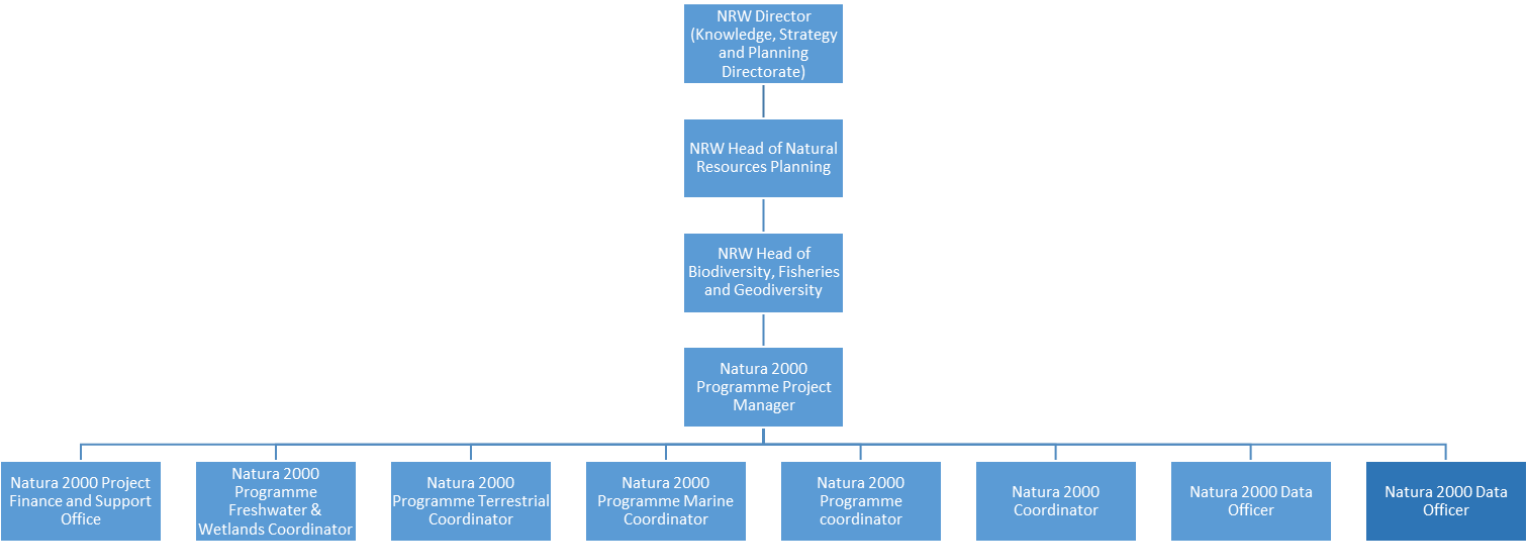 NRW Director
(Knowledge, Strategy
and Planning
Directorate)
NRW Head of Natural
Resources Planning
NRW Head of
Biodiversity, Fisheries
and Geodiversity
Natura 2000
Programme Project
Manager
Natura 2000 Project
Finance and Support
Office
Natura 2000
Programme
Freshwater &
Wetlands Coordinator
Natura 2000
Programme Terrestrial
Coordinator
Natura 2000
Programme Marine
Coordinator
Natura 2000
Programme
coordinator
Natura 2000
Coordinator
Natura 2000 Data
Officer
Natura 2000 Data
Officer